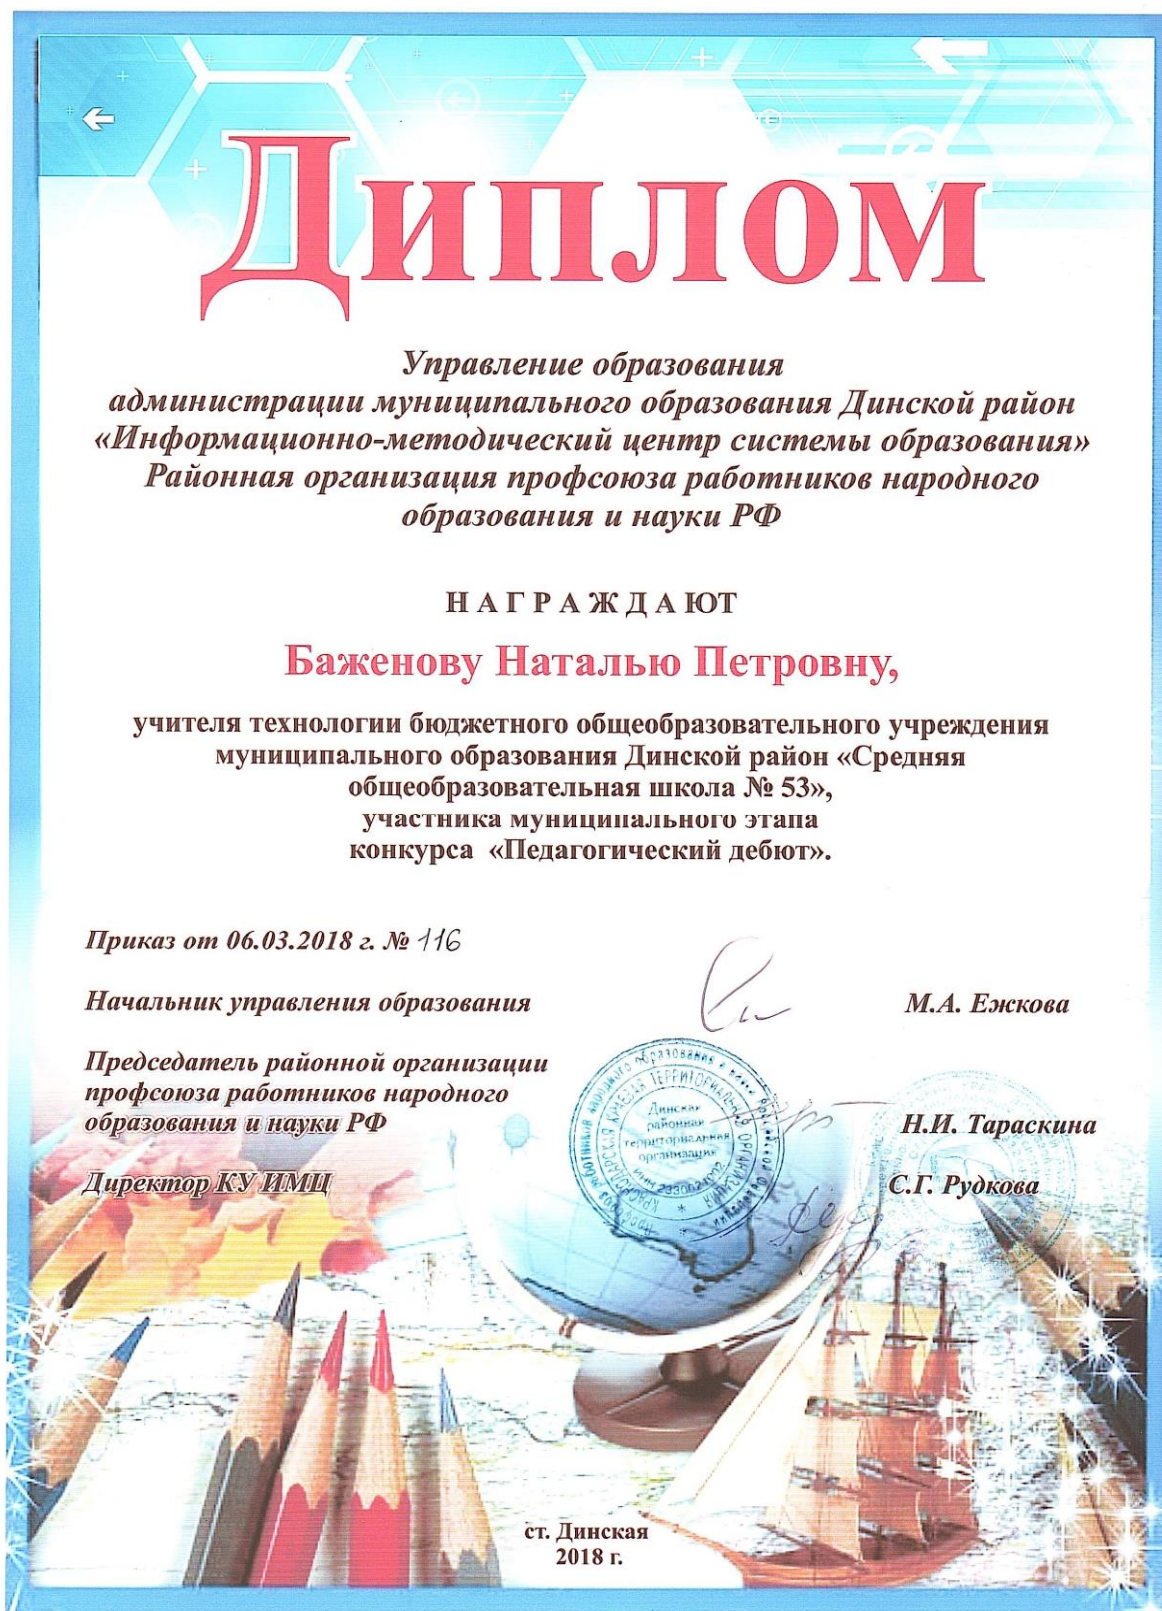 Диплом
Управление образования
администрации муниципального образования Динской район
«Информационно-методический центр системы образования»
Районная организация профсоюза работников народного
образования и науки РФ
НАГРАЖДАЮТ
Баженову Наталью Петровну,
учителя технологии бюджетного общеобразовательного учреждения
муниципального образования Динской район «Средняя
общеобразовательная школа № 53»,
участника муниципального этапа
конкурса «Педагогический дебют».
Приказ от 06.03.2018 г. № 116
Начальник управления образования
М.А. Ежкова
Председатель районной организации
профсоюза работников народного
образования и науки РФ
Н.И. Тараскина
Директор КУ ИМЦ
С.Г. Рудкова
Динская
районная
территориальная
организация
ст. Динская
2018 г.